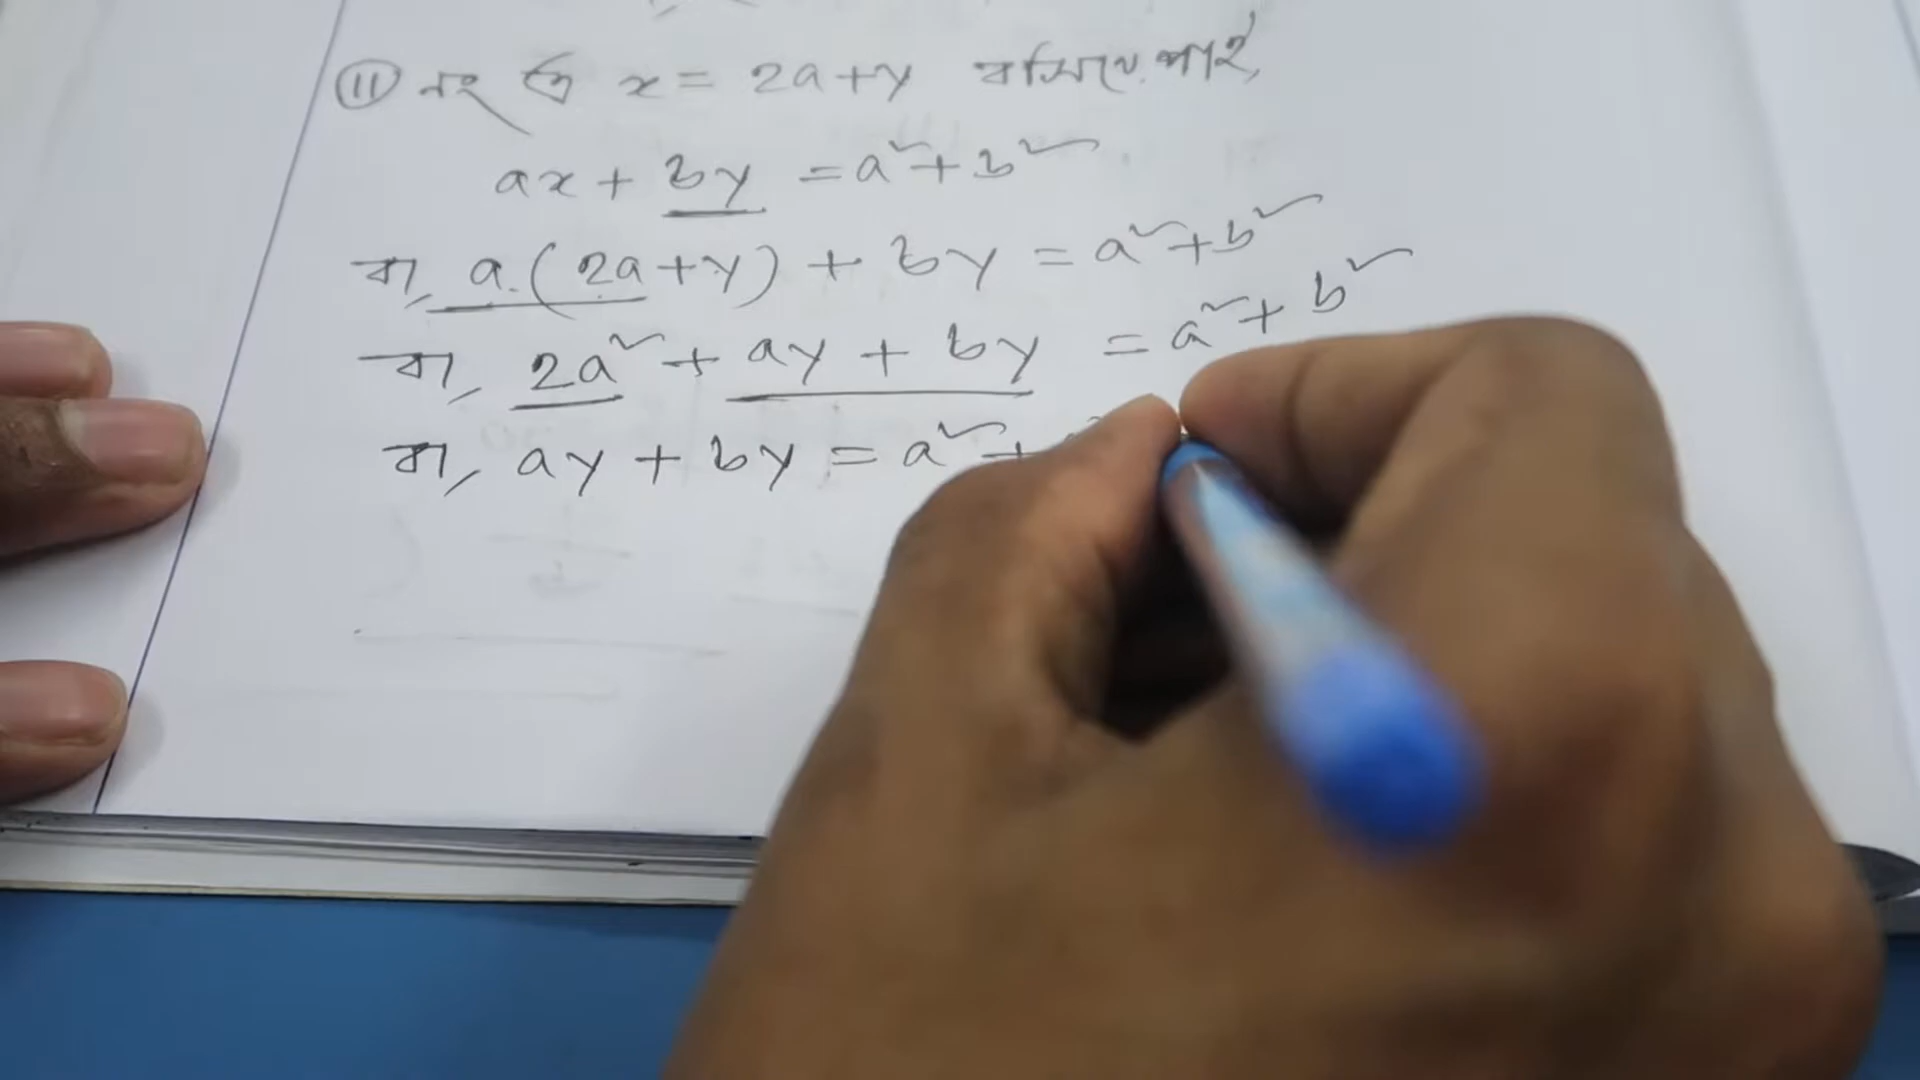 (11) নং এ x = 2a+y বসিয়ে পাই,
ax + by = a²+b²
বা, a.(2a+y) + by = a²+b²
বা, 2a² + ay + by = a²+b²
বা, ay + by = a² +